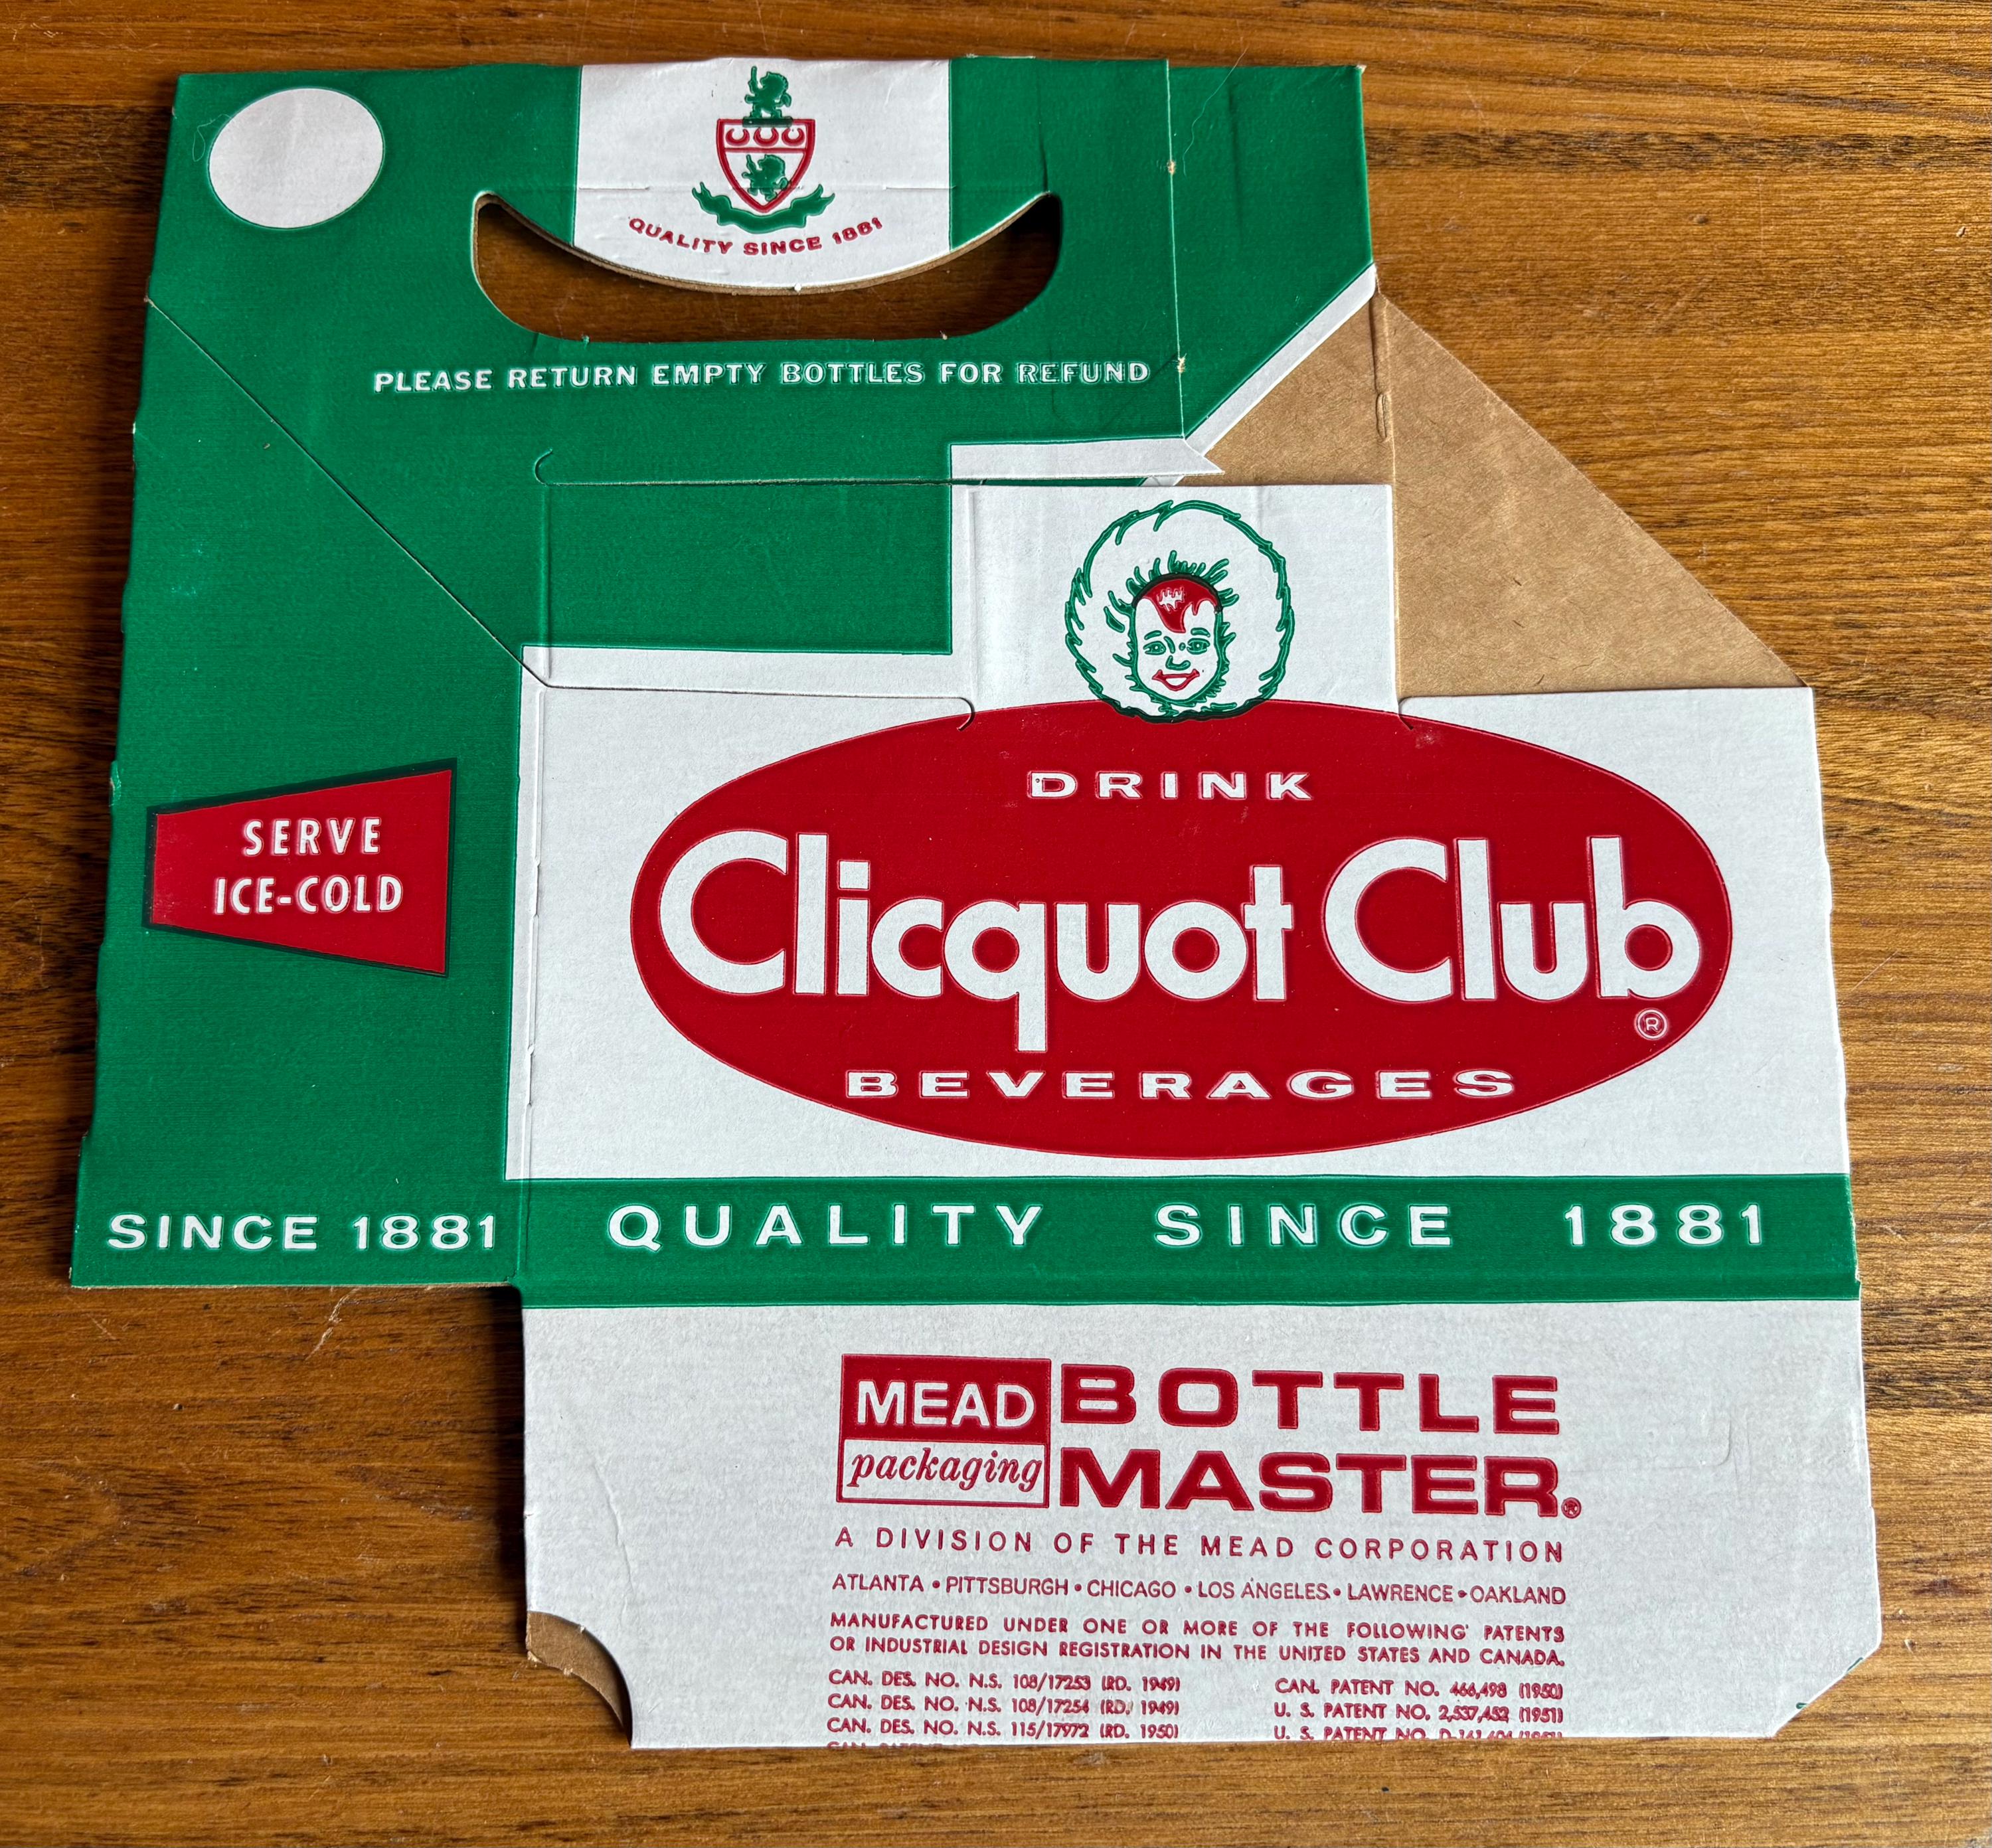 QUALITY SINCE 1881
PLEASE RETURN EMPTY BOTTLES FOR REFUND
DRINK
Clicquot Club®
BEVERAGES
SERVE
ICE-COLD
SINCE 1881
QUALITY SINCE 1881
MEAD
packaging
BOTTLE
MASTER®
A DIVISION OF THE MEAD CORPORATION
ATLANTA • PITTSBURGH • CHICAGO • LOS ANGELES • LAWRENCE • OAKLAND
MANUFACTURED UNDER ONE OR MORE OF THE FOLLOWING PATENTS
OR INDUSTRIAL DESIGN REGISTRATION IN THE UNITED STATES AND CANADA.
CAN. DES. NO. N.S. 108/17253 (RD. 1949)
CAN. DES. NO. N.S. 108/17254 (RD. 1949)
CAN. DES. NO. N.S. 115/17972 (RD. 1950)
CAN. PATENT NO. 466,498 (1950)
U. S. PATENT NO. 2,537,452 (1951)
U. S. PATENT NO.